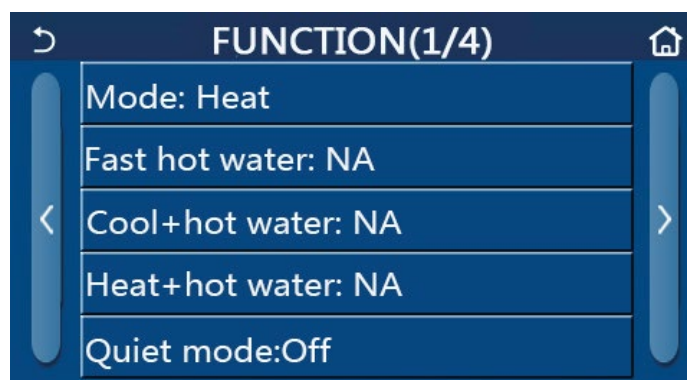 FUNCTION(1/4)
Mode: Heat
Fast hot water: NA
Cool+hot water: NA
Heat+hot water: NA
Quiet mode:Off